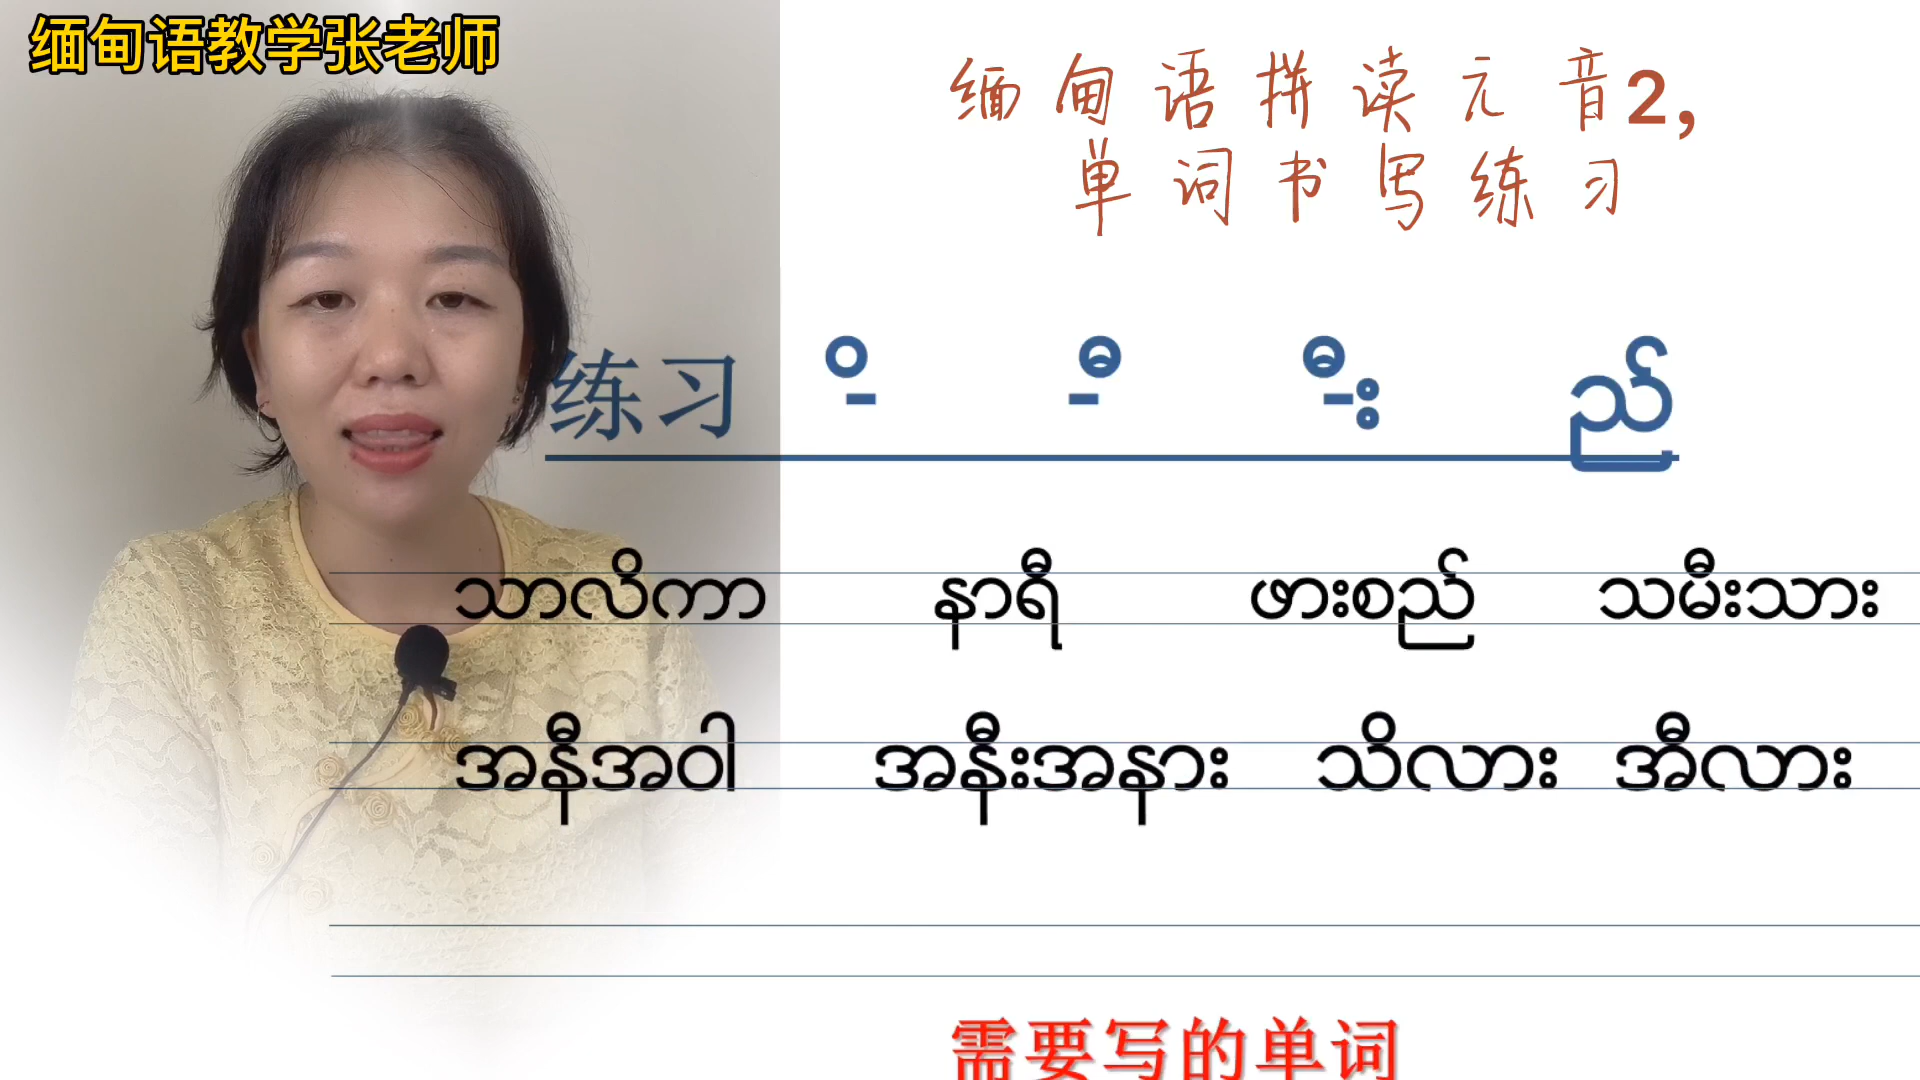 缅甸语教学张老师
缅甸语拼读元音2,
单词书写练习
练习 ိ- -ီ -ီး ည်
သာလိကာ နာရီ ဖားစည် သမီးသား
အနီအဝါ အနီးအနား သိလား အီလား
需要写的单词